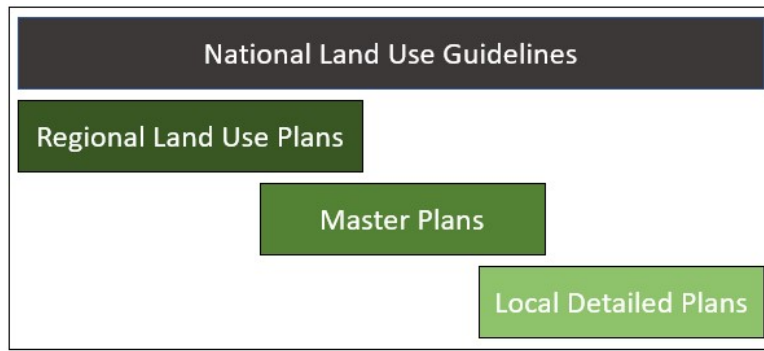 National Land Use Guidelines
Regional Land Use Plans
Master Plans
Local Detailed Plans